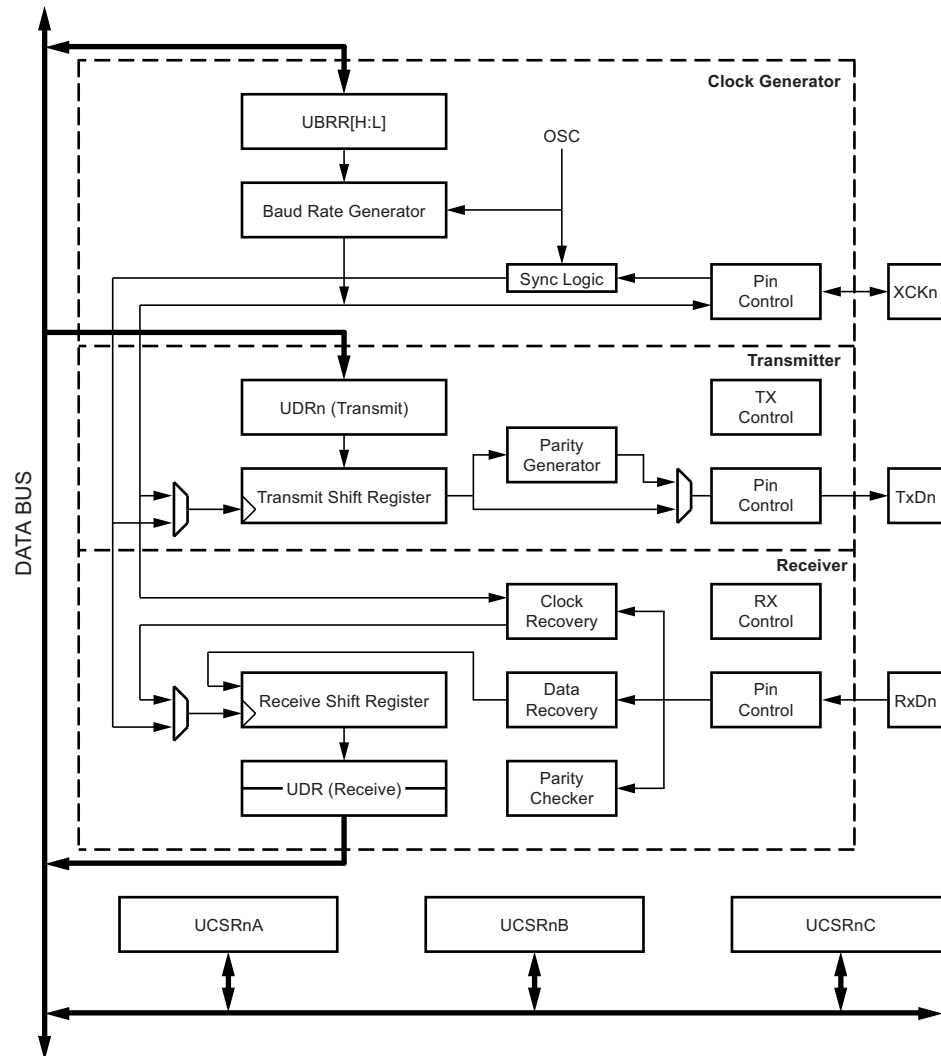 Clock Generator
UBRR[H:L]
OSC
Baud Rate Generator
Sync Logic
Pin
Control
XCKn
DATA BUS
Transmitter
UDRn (Transmit)
TX
Control
Parity
Generator
Transmit Shift Register
Pin
Control
TxDn
Receiver
Clock
Recovery
RX
Control
Receive Shift Register
Data
Recovery
Pin
Control
RxDn
UDR (Receive)
Parity
Checker
UCSRnA
UCSRnB
UCSRnC